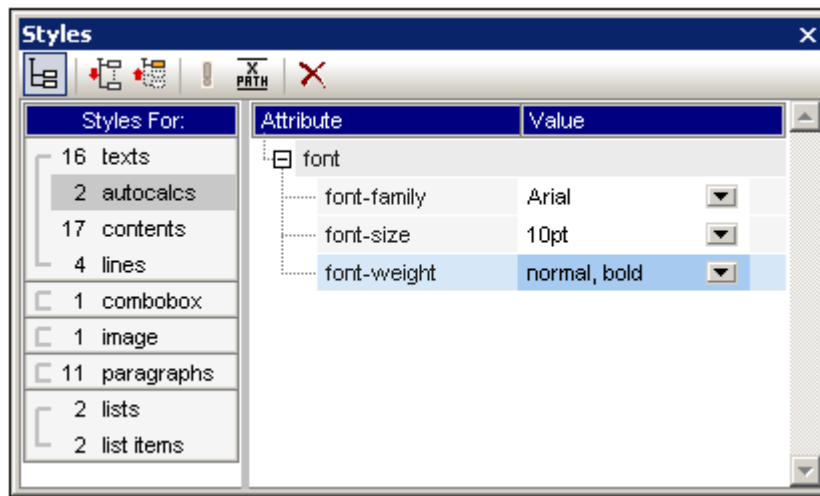 Styles
X
PATH
Styles For:
16 texts
2 autocalcs
17 contents
4 lines
1 combobox
1 image
11 paragraphs
2 lists
2 list items
Attribute Value
font
font-family Arial
font-size 10pt
font-weight normal, bold